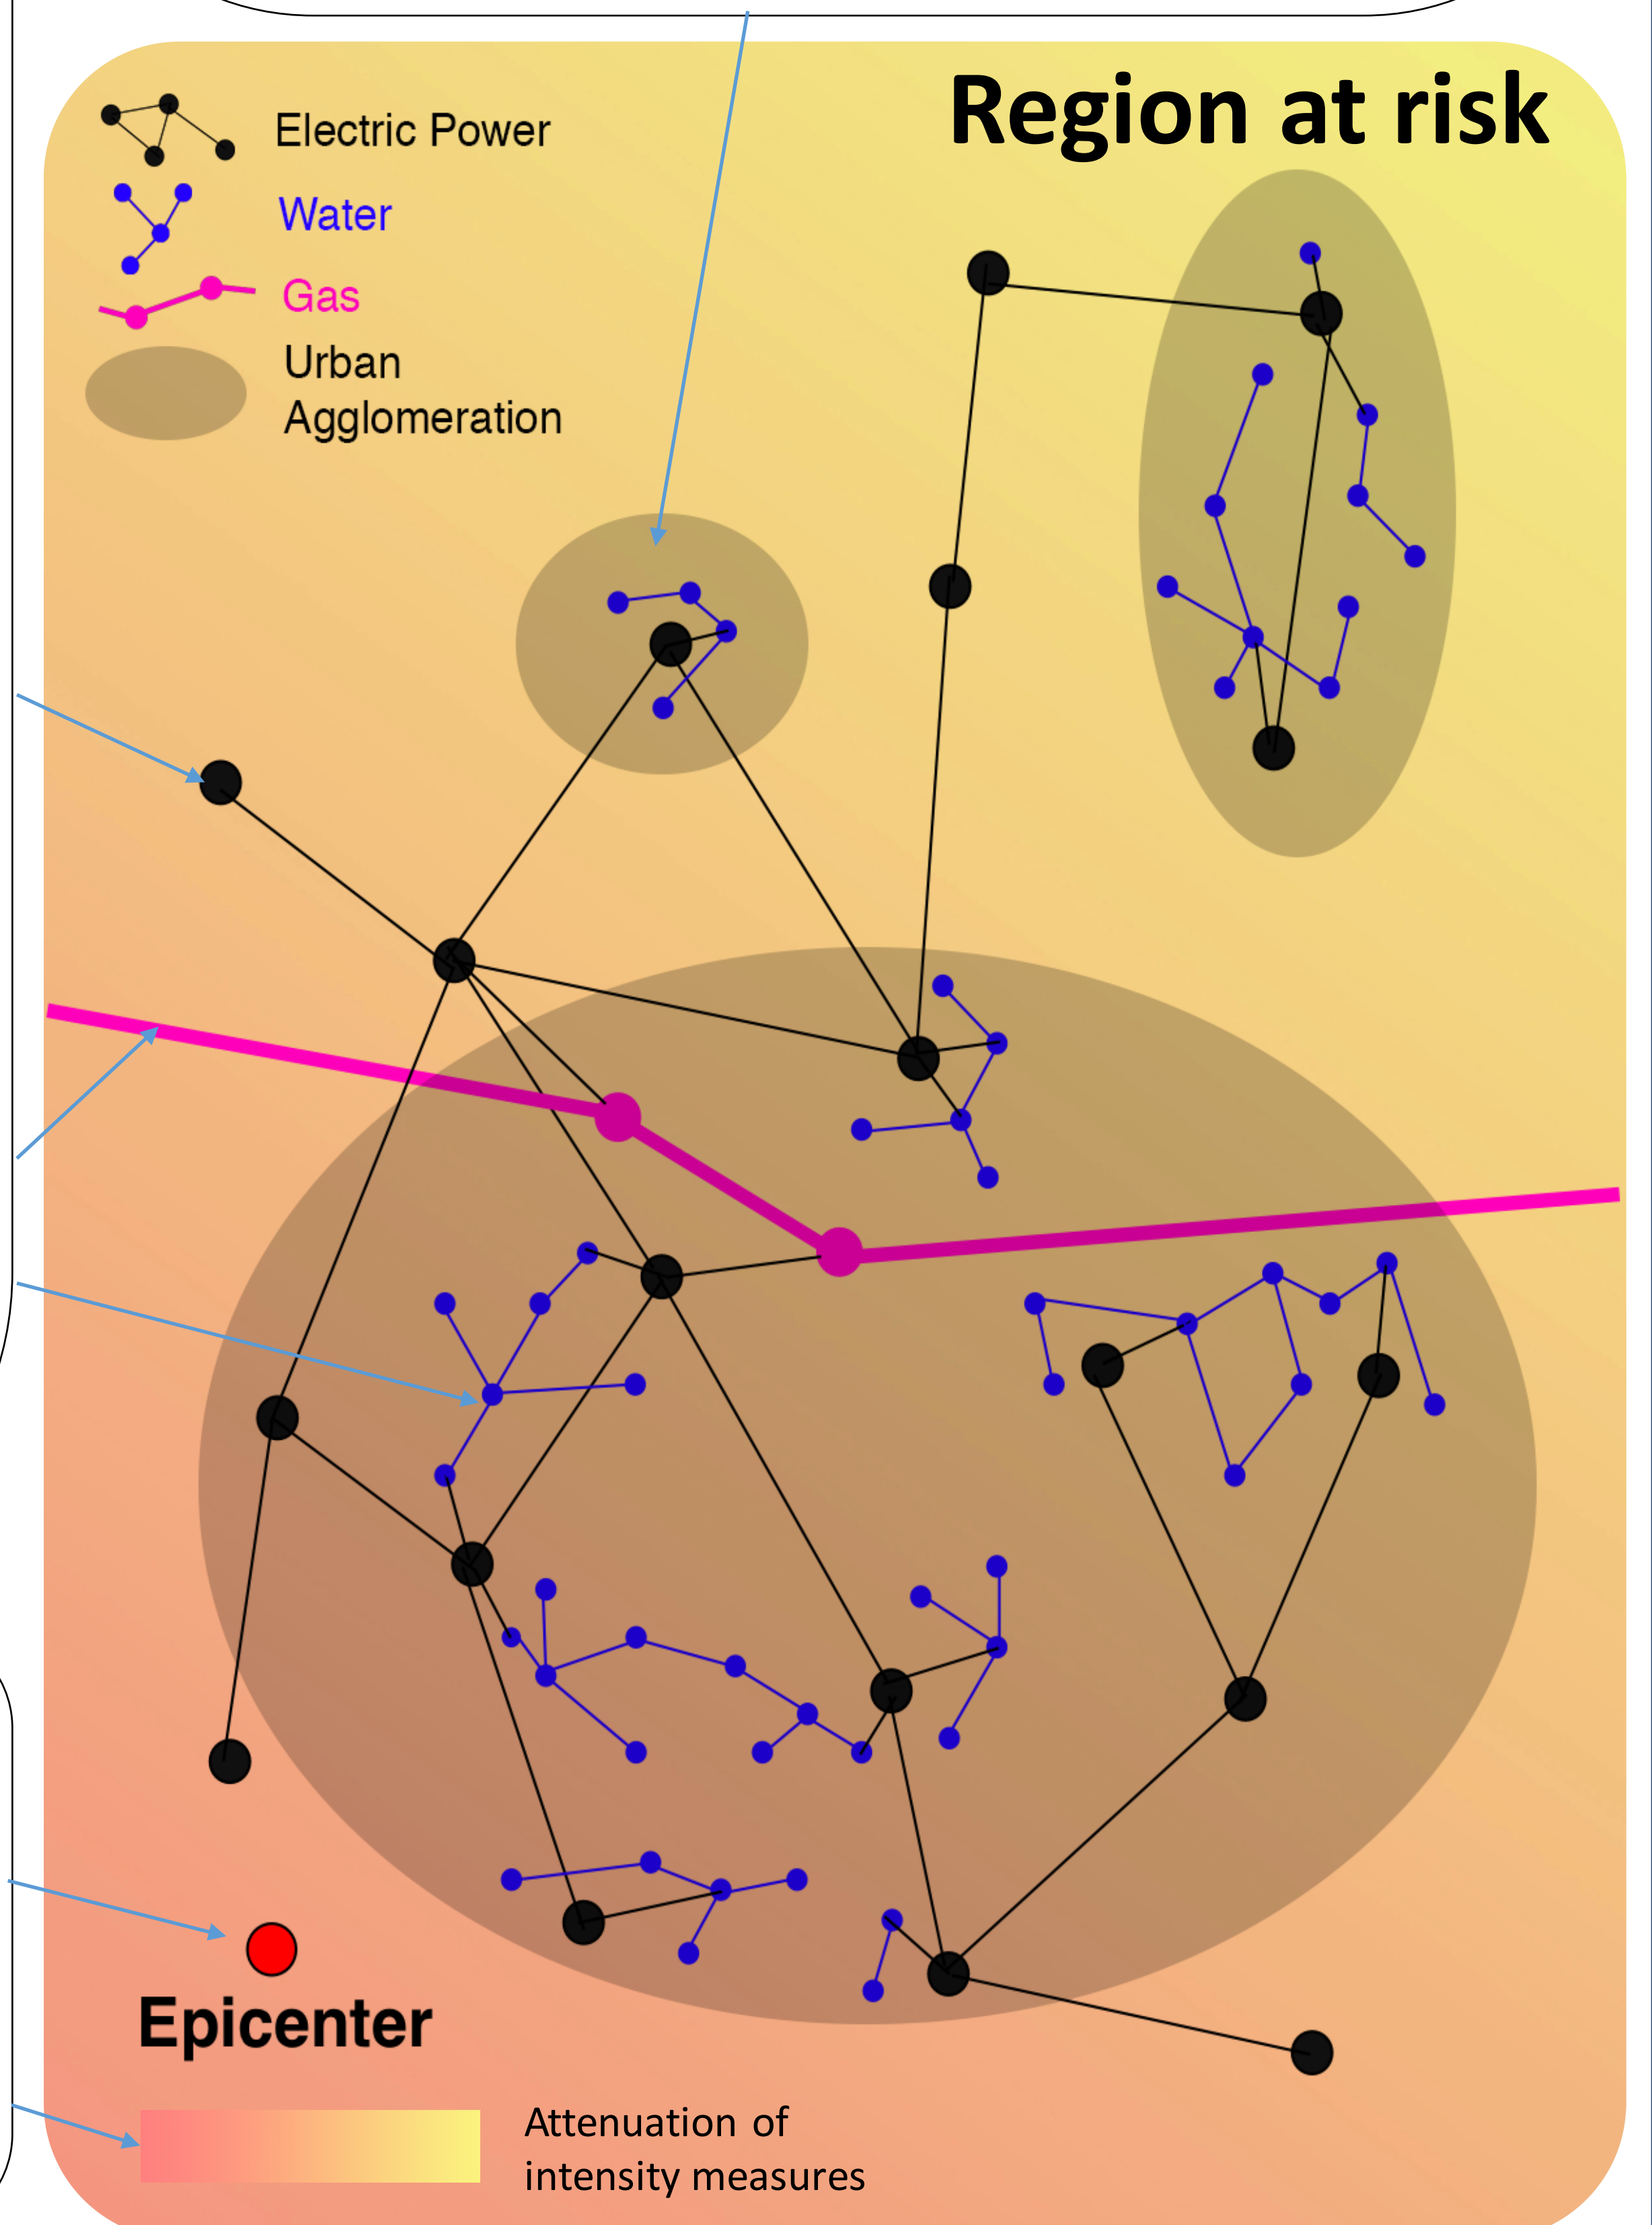 Region at risk
Electric Power
Water
Gas
Urban
Agglomeration
Epicenter
Attenuation of
intensity measures